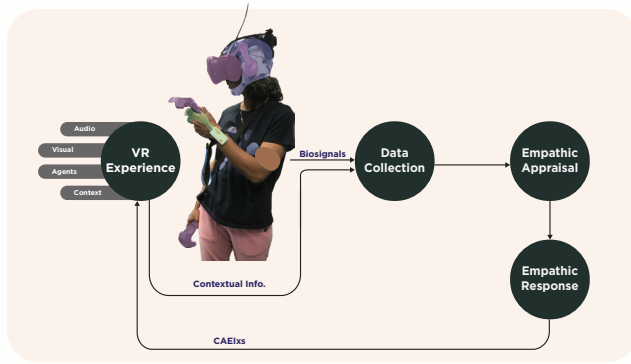 Audio
Visual
Agents
Context
VR
Experience
Biosignals
Data
Collection
Empathic
Appraisal
Empathic
Response
Contextual Info.
CAEIxs